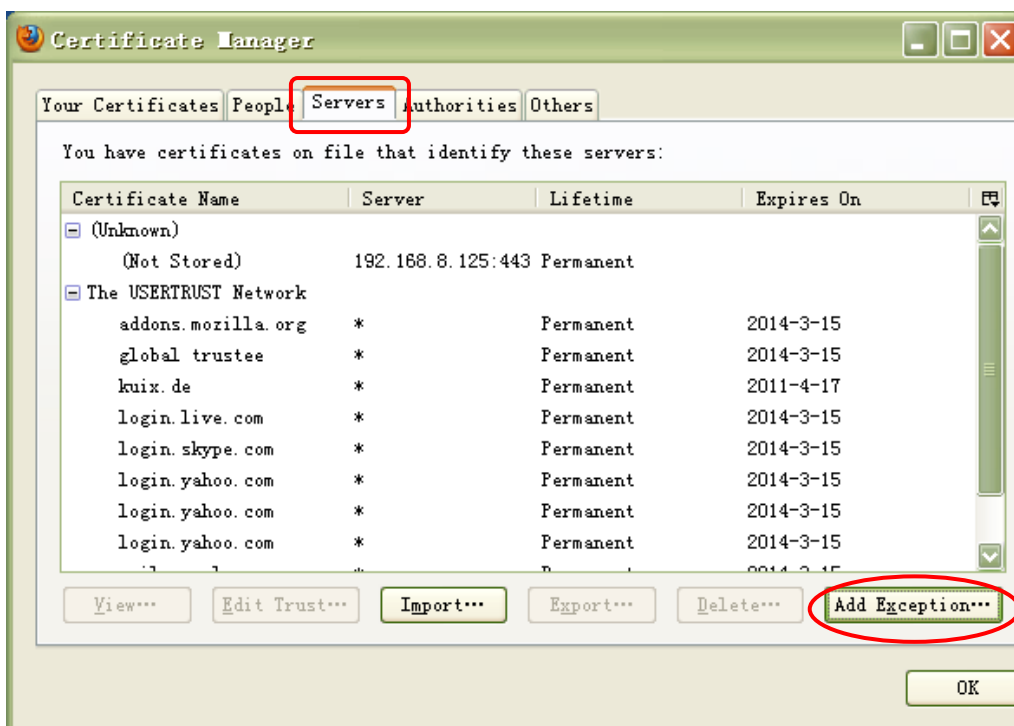 Certificate Manager
Your Certificates People Servers Authorities Others
You have certificates on file that identify these servers:
Certificate Name Server Lifetime Expires On
(Unknown)
(Not Stored) 192.168.8.125:443 Permanent
The USERTRUST Network
addons.mozilla.org * Permanent 2014-3-15
global trustee * Permanent 2014-3-15
kuix.de * Permanent 2011-4-17
login.live.com * Permanent 2014-3-15
login.skype.com * Permanent 2014-3-15
login.yahoo.com * Permanent 2014-3-15
login.yahoo.com * Permanent 2014-3-15
login.yahoo.com * Permanent 2014-3-15
View... Edit Trust... Import... Export... Delete... Add Exception...
OK